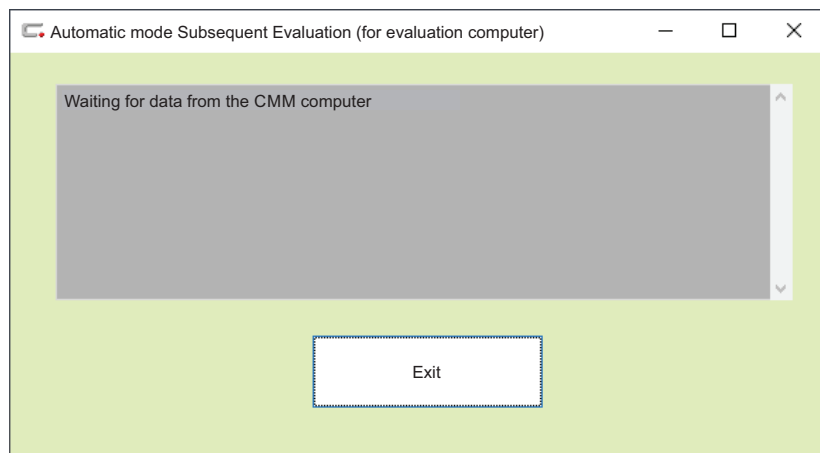 Automatic mode Subsequent Evaluation (for evaluation computer)
Waiting for data from the CMM computer
Exit